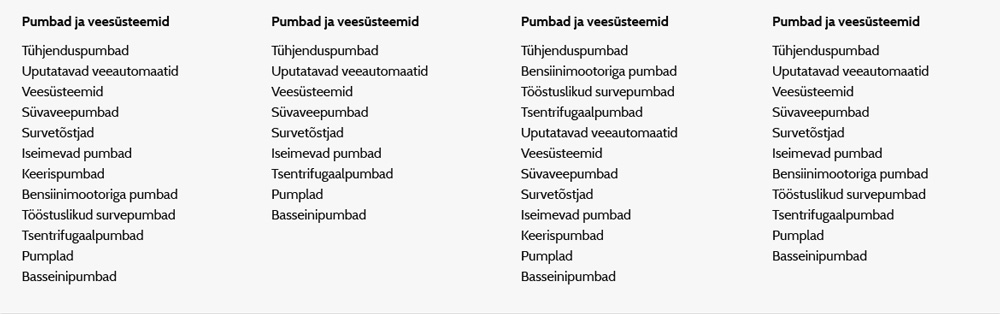 Pumbad ja veesüsteemid
Tühjenduspumbad
Uputatavad veeautomaatid
Veesüsteemid
Süvaveepumbad
Survetõstjad
Iseimevad pumbad
Keerispumbad
Bensiinimootoriga pumbad
Tööstuslikud survepumbad
Tsentrifugaalpumbad
Pumplad
Basseinipumbad
Pumbad ja veesüsteemid
Tühjenduspumbad
Uputatavad veeautomaatid
Veesüsteemid
Süvaveepumbad
Survetõstjad
Iseimevad pumbad
Tsentrifugaalpumbad
Pumplad
Basseinipumbad
Pumbad ja veesüsteemid
Tühjenduspumbad
Bensiinimootoriga pumbad
Tööstuslikud survepumbad
Tsentrifugaalpumbad
Uputatavad veeautomaatid
Veesüsteemid
Süvaveepumbad
Survetõstjad
Iseimevad pumbad
Keerispumbad
Pumplad
Basseinipumbad
Pumbad ja veesüsteemid
Tühjenduspumbad
Uputatavad veeautomaatid
Veesüsteemid
Süvaveepumbad
Survetõstjad
Iseimevad pumbad
Bensiinimootoriga pumbad
Tööstuslikud survepumbad
Tsentrifugaalpumbad
Pumplad
Basseinipumbad